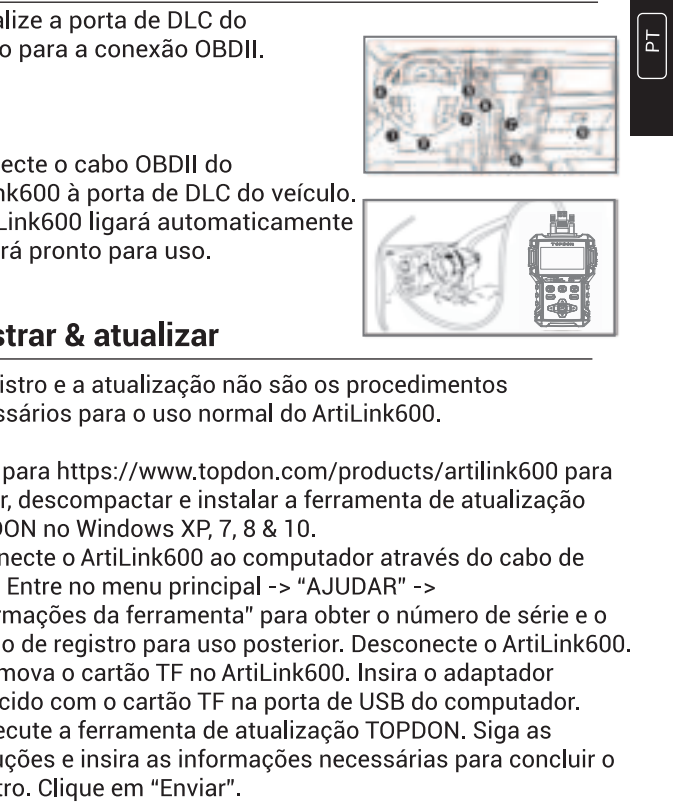 alize a porta de DLC do
o para a conexão OBDII.
PT
ecte o cabo OBDII do
nk600 à porta de DLC do veículo.
Link600 ligará automaticamente
rá pronto para uso.
TOPDON
strar & atualizar
istro e a atualização não são os procedimentos
ssários para o uso normal do ArtiLink600.
para https://www.topdon.com/products/artilink600 para
r, descompactar e instalar a ferramenta de atualização
DON no Windows XP, 7, 8 & 10.
necte o ArtiLink600 ao computador através do cabo de
Entre no menu principal -> “AJUDAR” ->
rmações da ferramenta” para obter o número de série e o
o de registro para uso posterior. Desconecte o ArtiLink600.
mova o cartão TF no ArtiLink600. Insira o adaptador
cido com o cartão TF na porta de USB do computador.
ecute a ferramenta de atualização TOPDON. Siga as
uções e insira as informações necessárias para concluir o
tro. Clique em “Enviar”.